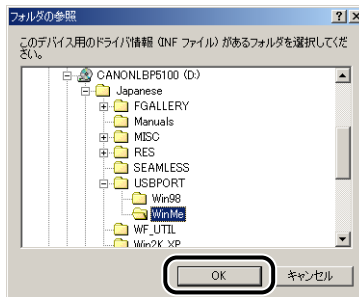 フォルダの参照
このデバイス用のドライバ情報 (INF ファイル) があるフォルダを選択してくだ
さい。
CANONLBP5100 (D:)
Japanese
FGALLERY
Manuals
MISC
RES
SEAMLESS
USBPORT
Win98
WinMe
WF_UTIL
Win2K_XP
OK
キャンセル